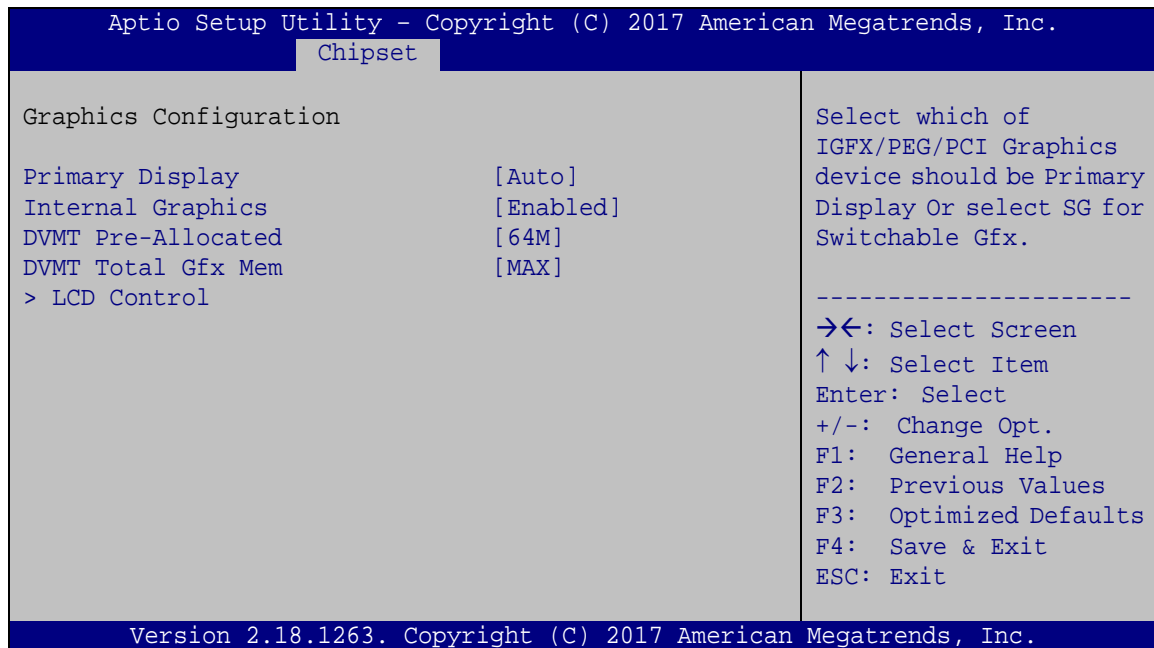 Aptio Setup Utility – Copyright (C) 2017 American Megatrends, Inc.
Chipset
Graphics Configuration
Primary Display [Auto]
Internal Graphics [Enabled]
DVMT Pre-Allocated [64M]
DVMT Total Gfx Mem [MAX]
> LCD Control
Select which of
IGFX/PEG/PCI Graphics
device should be Primary
Display Or select SG for
Switchable Gfx.
----------------------
→←: Select Screen
↑ ↓: Select Item
Enter: Select
+/-: Change Opt.
F1: General Help
F2: Previous Values
F3: Optimized Defaults
F4: Save & Exit
ESC: Exit
Version 2.18.1263. Copyright (C) 2017 American Megatrends, Inc.